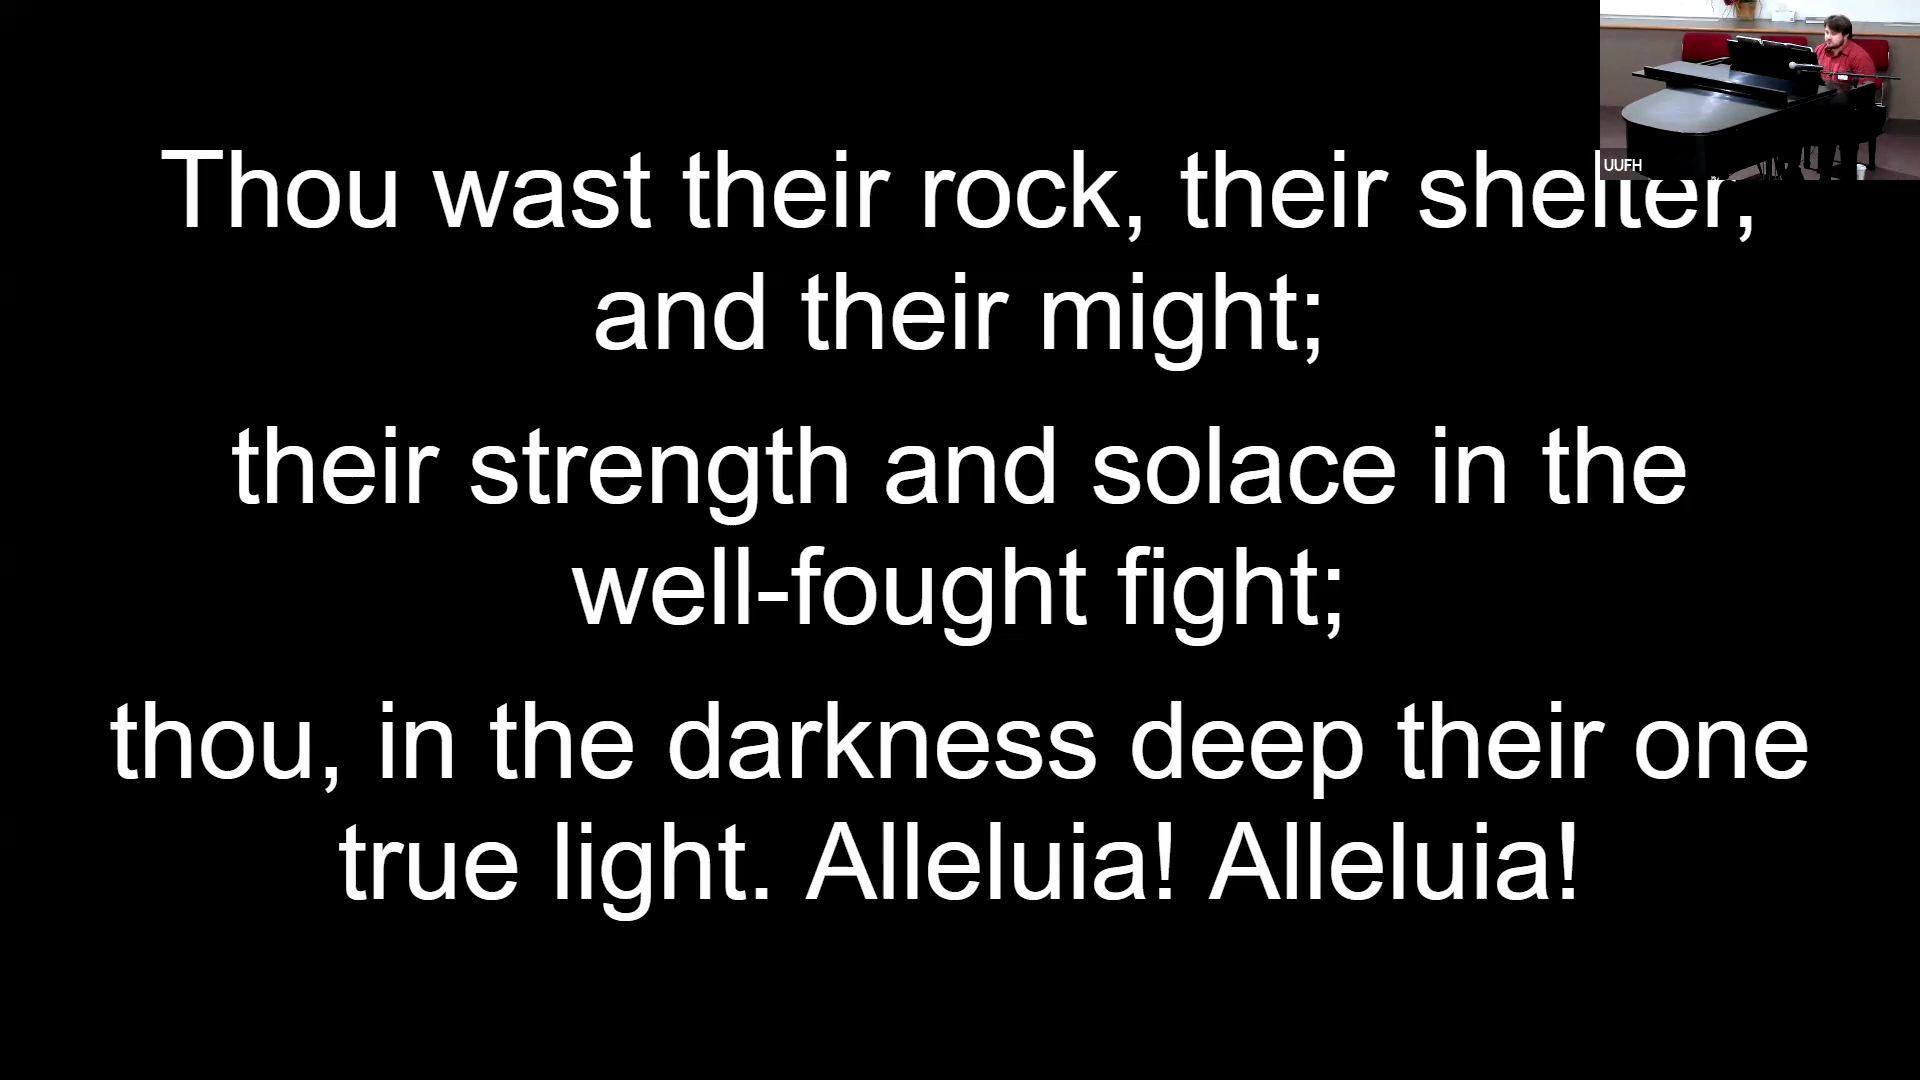 Thou wast their rock, their shelter,
and their might;
their strength and solace in the
well-fought fight;
thou, in the darkness deep their one
true light. Alleluia! Alleluia!
UUFH